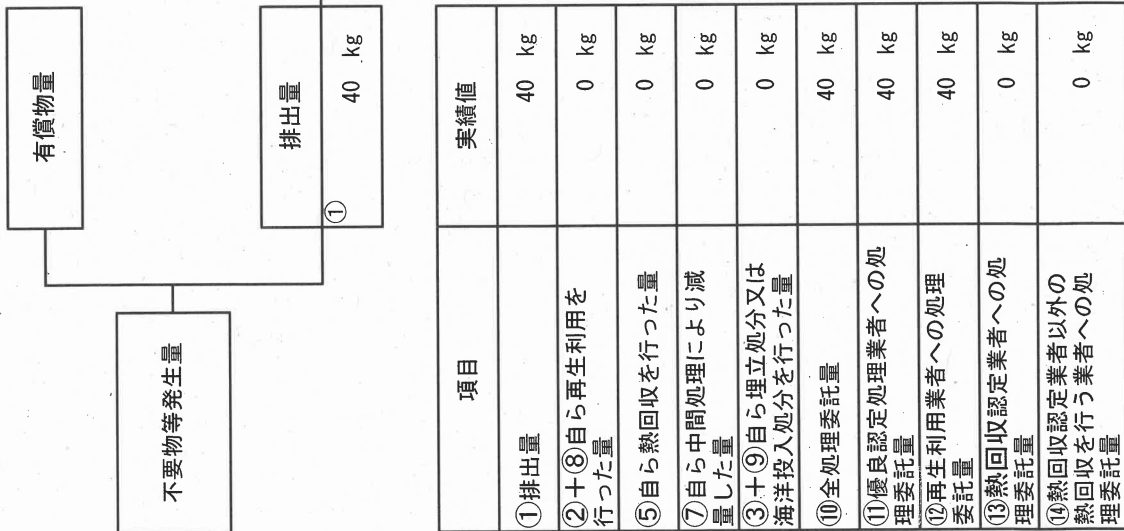 有償物量
不要物等発生量
排出量
①
40 kg
項目 実績値
①排出量 40 kg
②+⑧自ら再生利用を
行った量 0 kg
⑤自ら熱回収を行った量 0 kg
⑦自ら中間処理により減
量した量 0 kg
③+⑨自ら埋立処分又は
海洋投入処分を行った量 0 kg
⑩全処理委託量 40 kg
⑪優良認定処理業者への処
理委託量 40 kg
⑫再生利用業者への処理
委託量 40 kg
⑬熱回収認定業者への処
理委託量 0 kg
⑭熱回収認定業者以外の
熱回収を行う業者への処
理委託量 0 kg